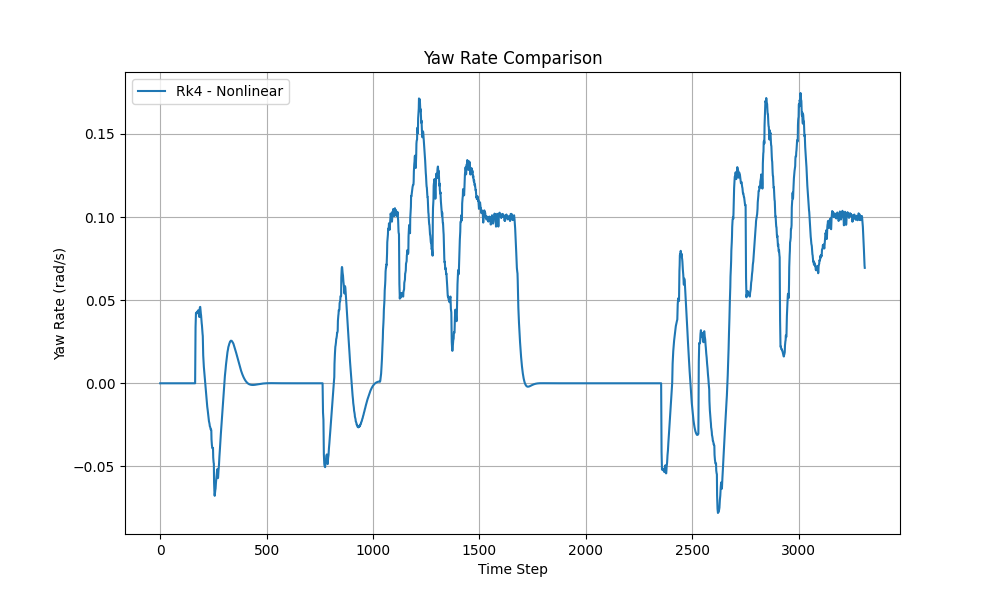 Yaw Rate Comparison
Rk4 - Nonlinear
Yaw Rate (rad/s)
0.15
0.10
0.05
0.00
−0.05
0 500 1000 1500 2000 2500 3000
Time Step